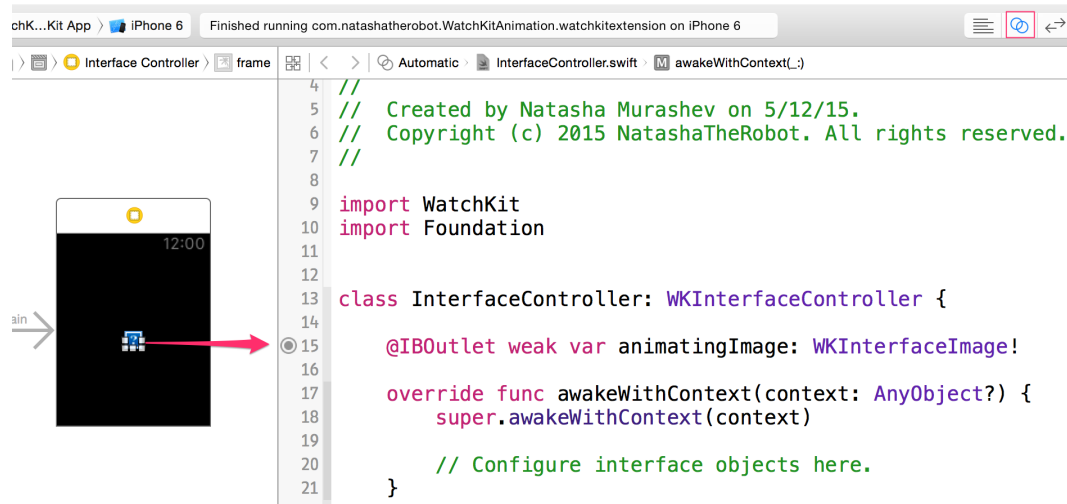 chK...Kit App 〉 iPhone 6 Finished running com.natashatherobot.WatchKitAnimation.watchkitextension on iPhone 6
Interface Controller 〉 frame Automatic 〉 InterfaceController.swift 〉 M awakeWithContext(_:)
4 //
5 // Created by Natasha Murashev on 5/12/15.
6 // Copyright (c) 2015 NatashaTheRobot. All rights reserved.
7 //
8
9 import WatchKit
10 import Foundation
11
12
13 class InterfaceController: WKInterfaceController {
14
15 @IBOutlet weak var animatingImage: WKInterfaceImage!
16
17 override func awakeWithContext(context: AnyObject?) {
18 super.awakeWithContext(context)
19
20 // Configure interface objects here.
21 }
12:00
ain